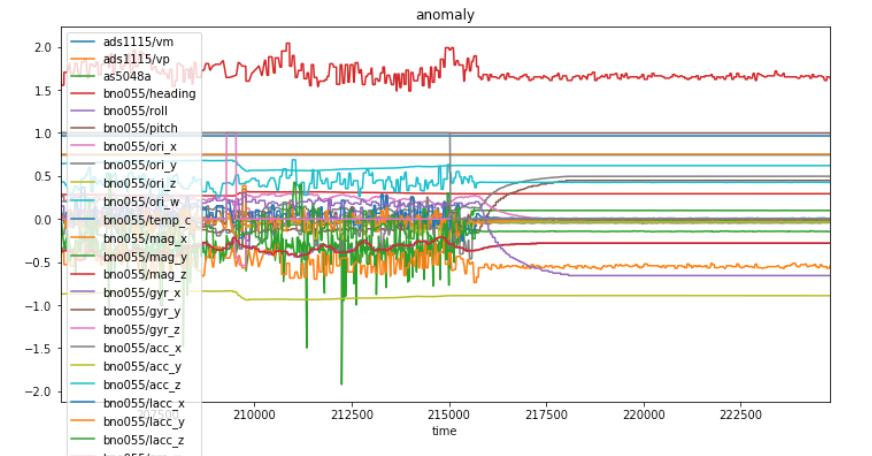 anomaly
2.0
1.5
1.0
0.5
0.0
−0.5
−1.0
−1.5
−2.0
ads1115/vm
ads1115/vp
as5048a
bno055/heading
bno055/roll
bno055/pitch
bno055/ori_x
bno055/ori_y
bno055/ori_z
bno055/ori_w
bno055/temp_c
bno055/mag_x
bno055/mag_y
bno055/mag_z
bno055/gyr_x
bno055/gyr_y
bno055/gyr_z
bno055/acc_x
bno055/acc_y
bno055/acc_z
bno055/lacc_x
bno055/lacc_y
bno055/lacc_z
207500 210000 212500 215000 217500 220000 222500
time